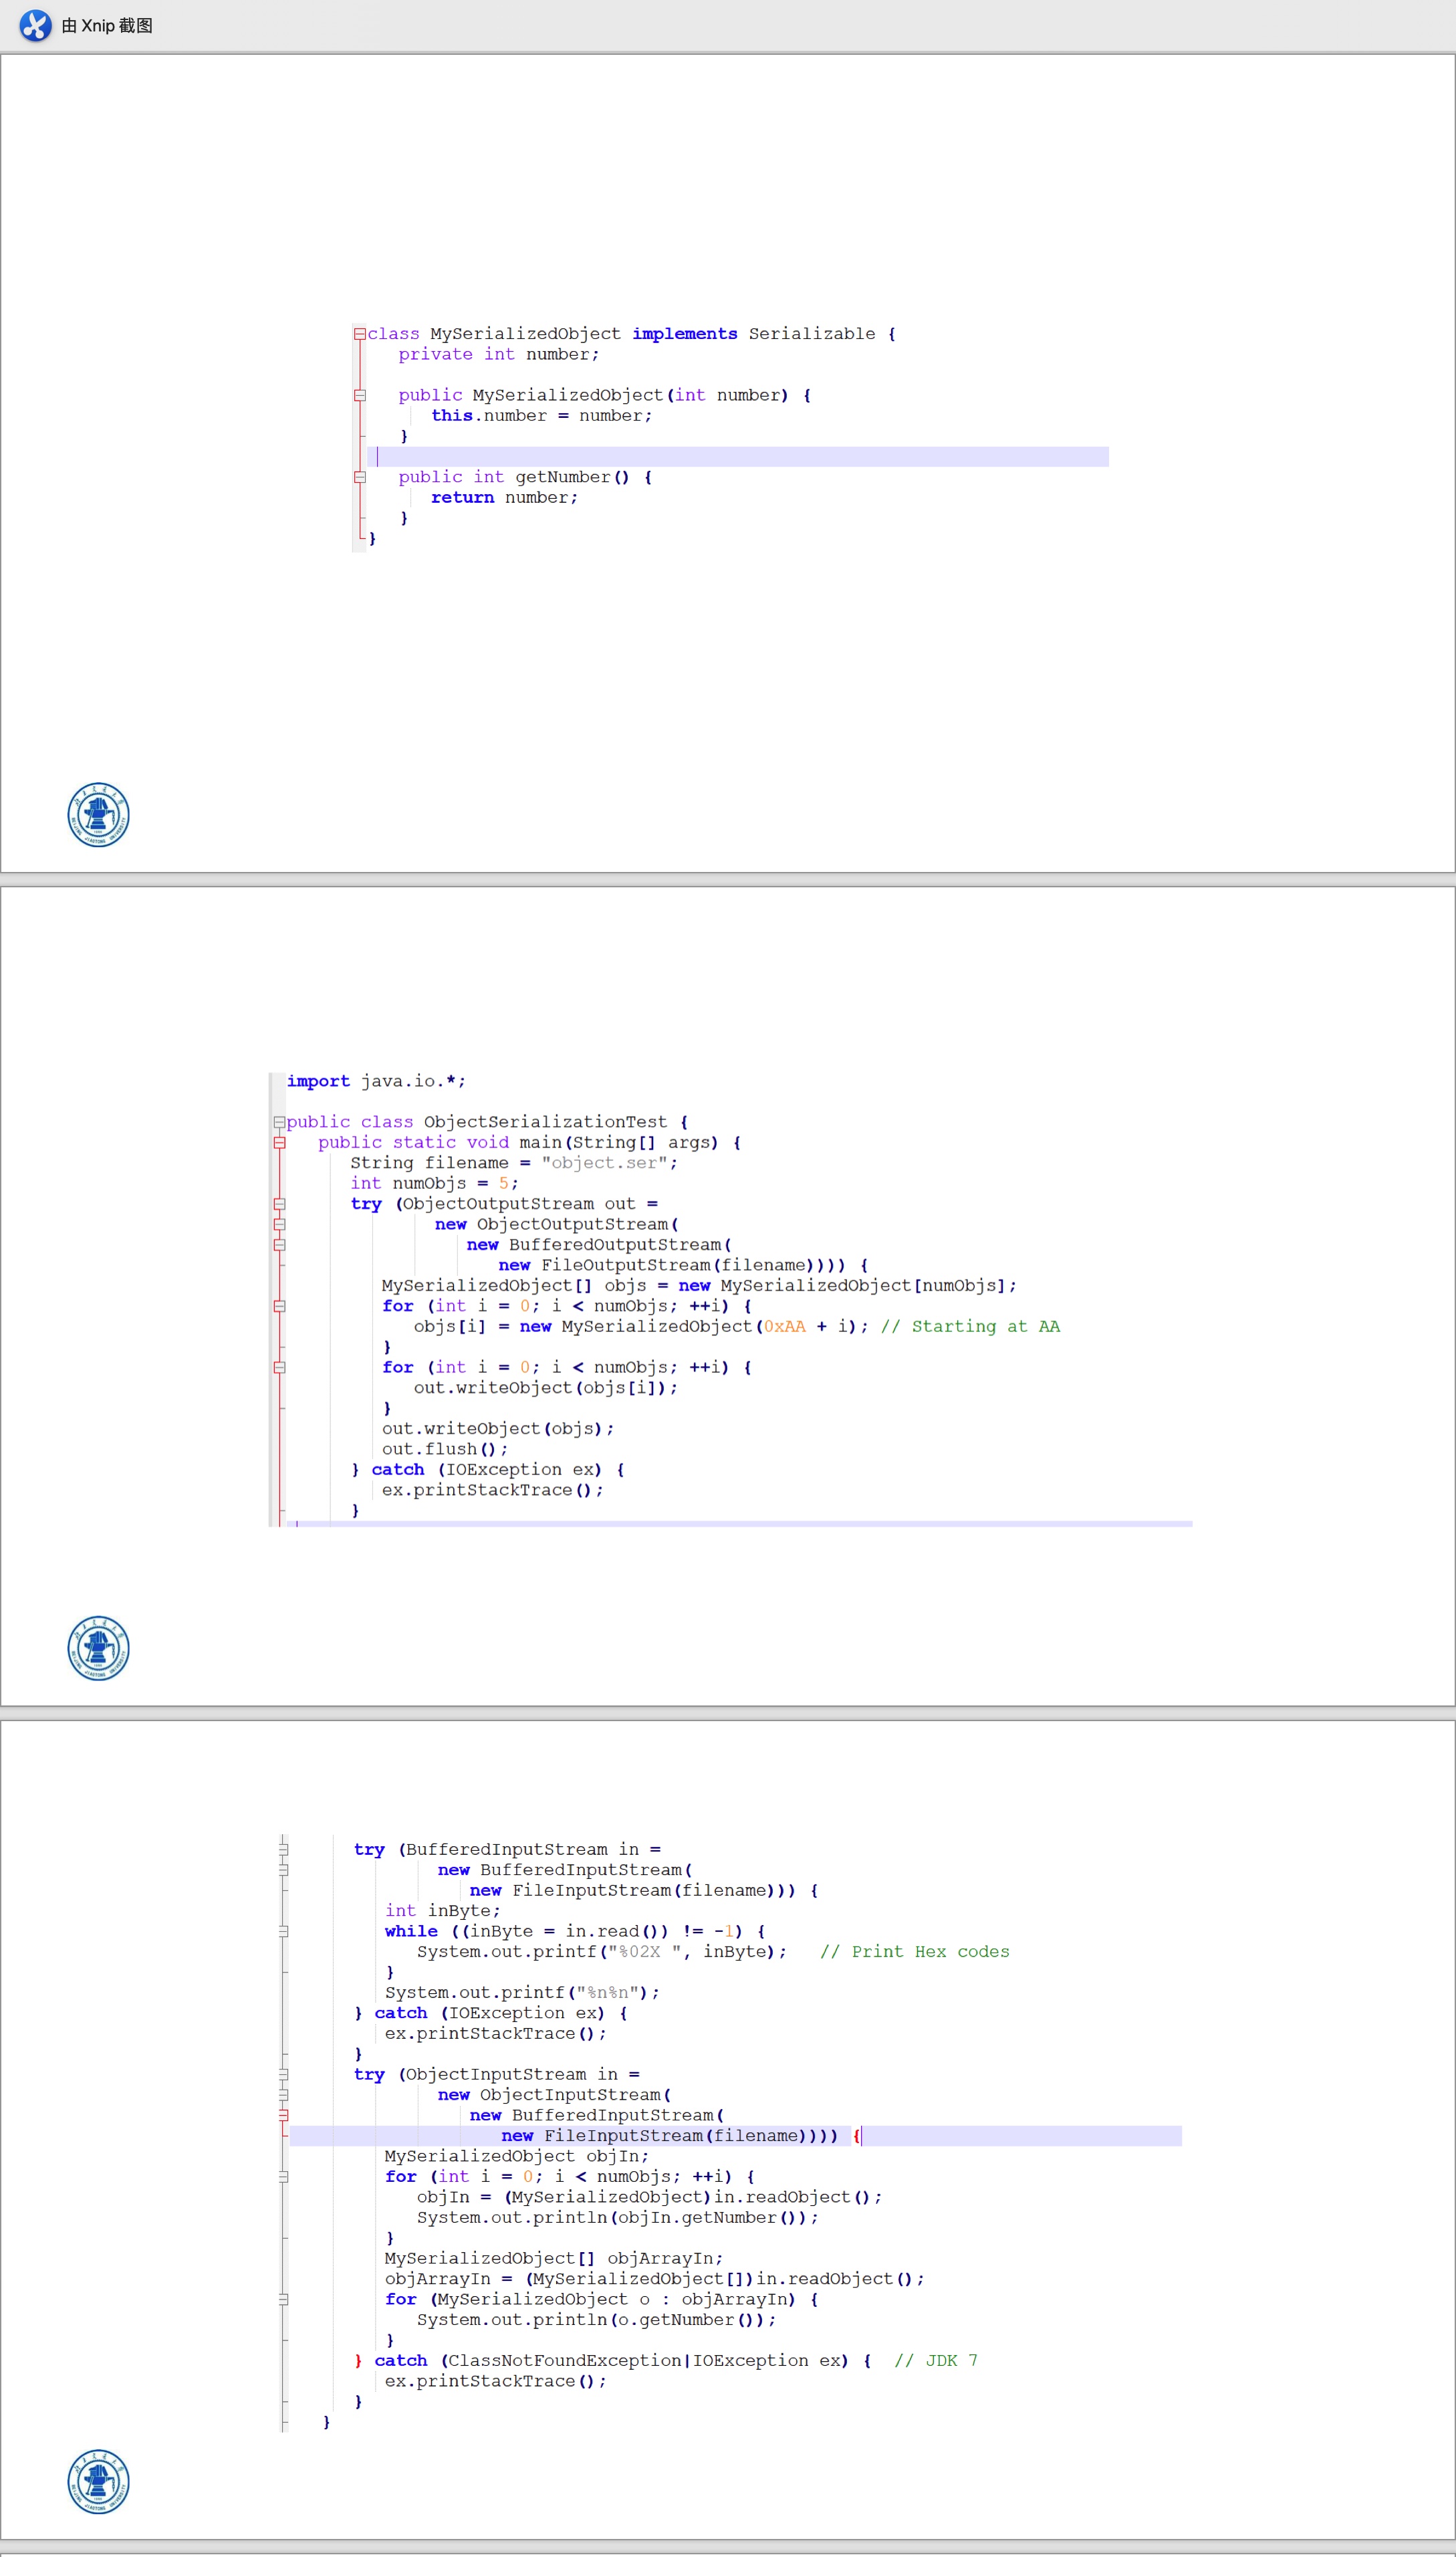 由 Xnip 截图
class MySerializedObject implements Serializable {
   private int number;

   public MySerializedObject(int number) {
      this.number = number;
   }

   public int getNumber() {
      return number;
   }
}
import java.io.*;

public class ObjectSerializationTest {
   public static void main(String[] args) {
      String filename = "object.ser";
      int numObjs = 5;
      try (ObjectOutputStream out =
              new ObjectOutputStream(
                 new BufferedOutputStream(
                    new FileOutputStream(filename)))) {
         MySerializedObject[] objs = new MySerializedObject[numObjs];
         for (int i = 0; i < numObjs; ++i) {
            objs[i] = new MySerializedObject(0xAA + i); // Starting at AA
         }
         for (int i = 0; i < numObjs; ++i) {
            out.writeObject(objs[i]);
         }
         out.writeObject(objs);
         out.flush();
      } catch (IOException ex) {
         ex.printStackTrace();
      }
      try (BufferedInputStream in =
              new BufferedInputStream(
                 new FileInputStream(filename))) {
         int inByte;
         while ((inByte = in.read()) != -1) {
            System.out.printf("%02X ", inByte);   // Print Hex codes
         }
         System.out.printf("%n%n");
      } catch (IOException ex) {
         ex.printStackTrace();
      }
      try (ObjectInputStream in =
              new ObjectInputStream(
                 new BufferedInputStream(
                    new FileInputStream(filename)))) {
         MySerializedObject objIn;
         for (int i = 0; i < numObjs; ++i) {
            objIn = (MySerializedObject)in.readObject();
            System.out.println(objIn.getNumber());
         }
         MySerializedObject[] objArrayIn;
         objArrayIn = (MySerializedObject[])in.readObject();
         for (MySerializedObject o : objArrayIn) {
            System.out.println(o.getNumber());
         }
      } catch (ClassNotFoundException|IOException ex) {  // JDK 7
         ex.printStackTrace();
      }
   }